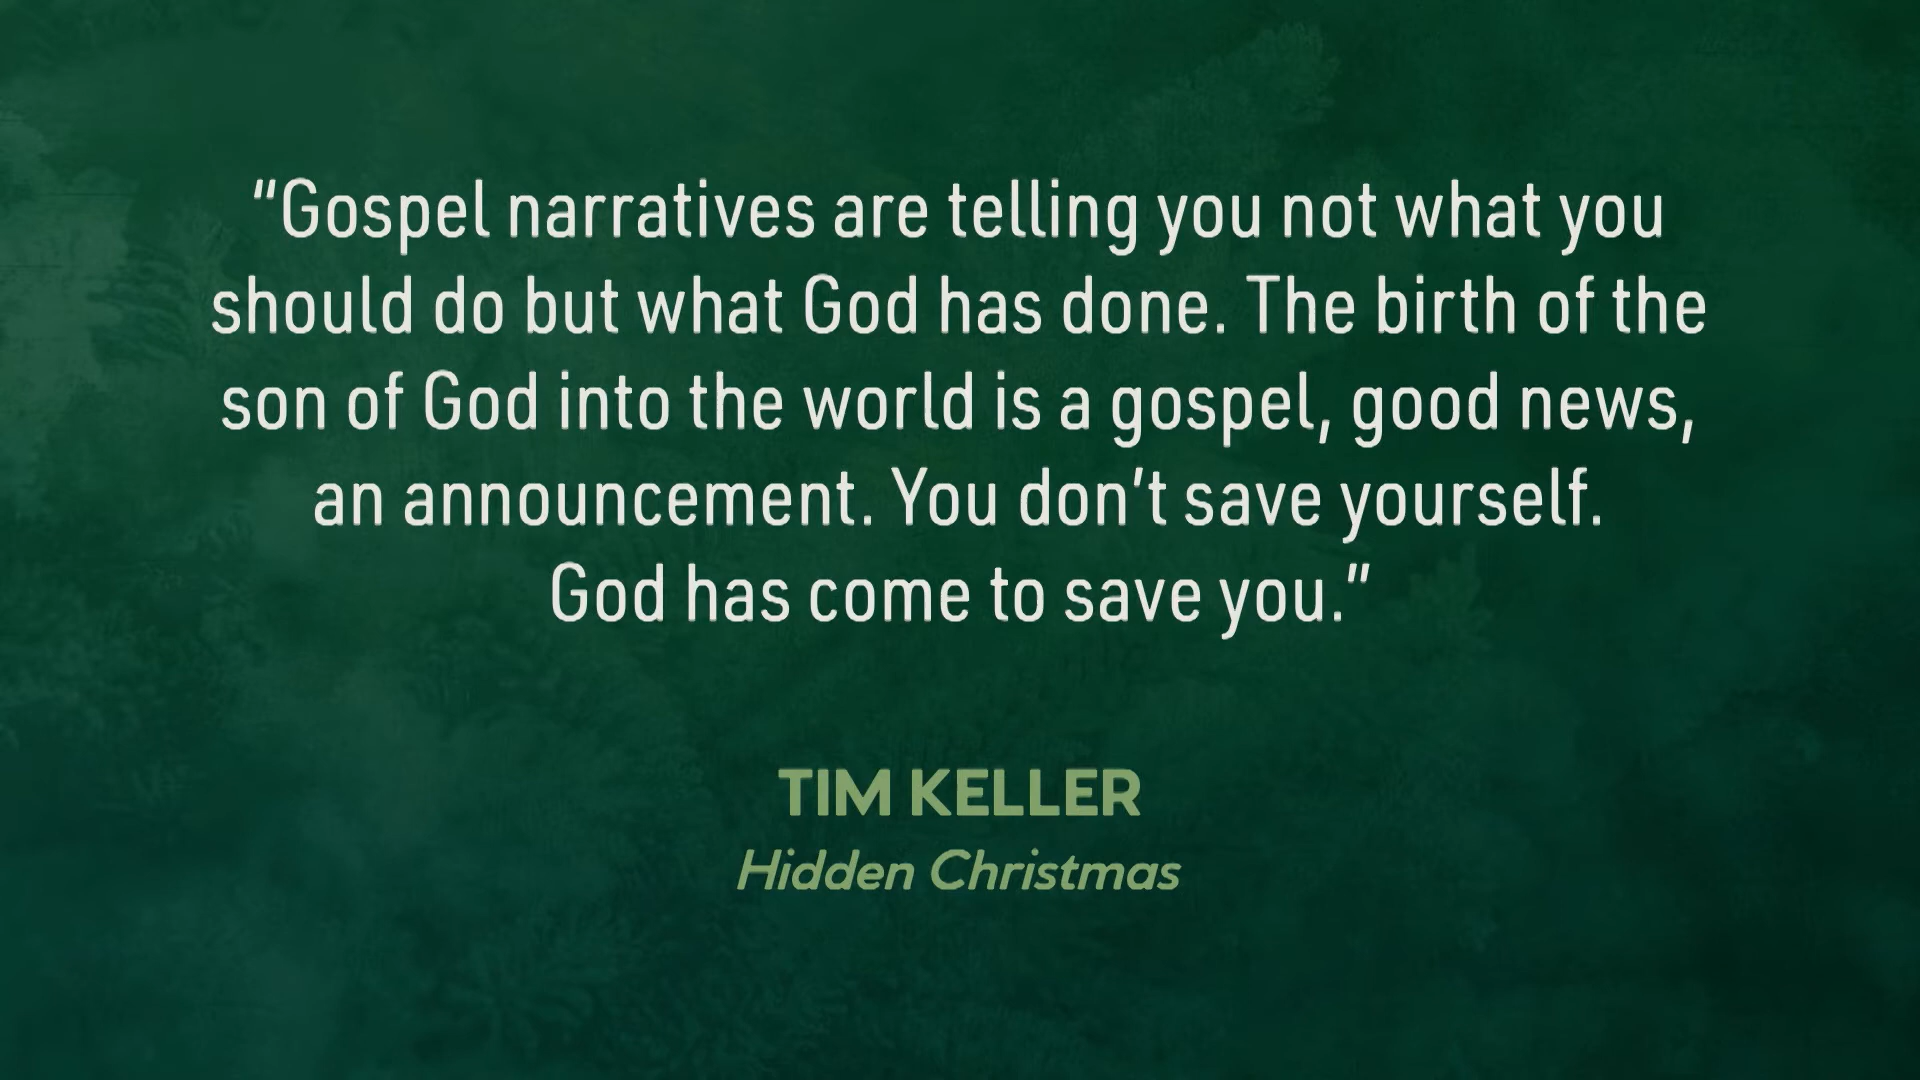 “Gospel narratives are telling you not what you
should do but what God has done. The birth of the
son of God into the world is a gospel, good news,
an announcement. You don’t save yourself.
God has come to save you.”
TIM KELLER
Hidden Christmas